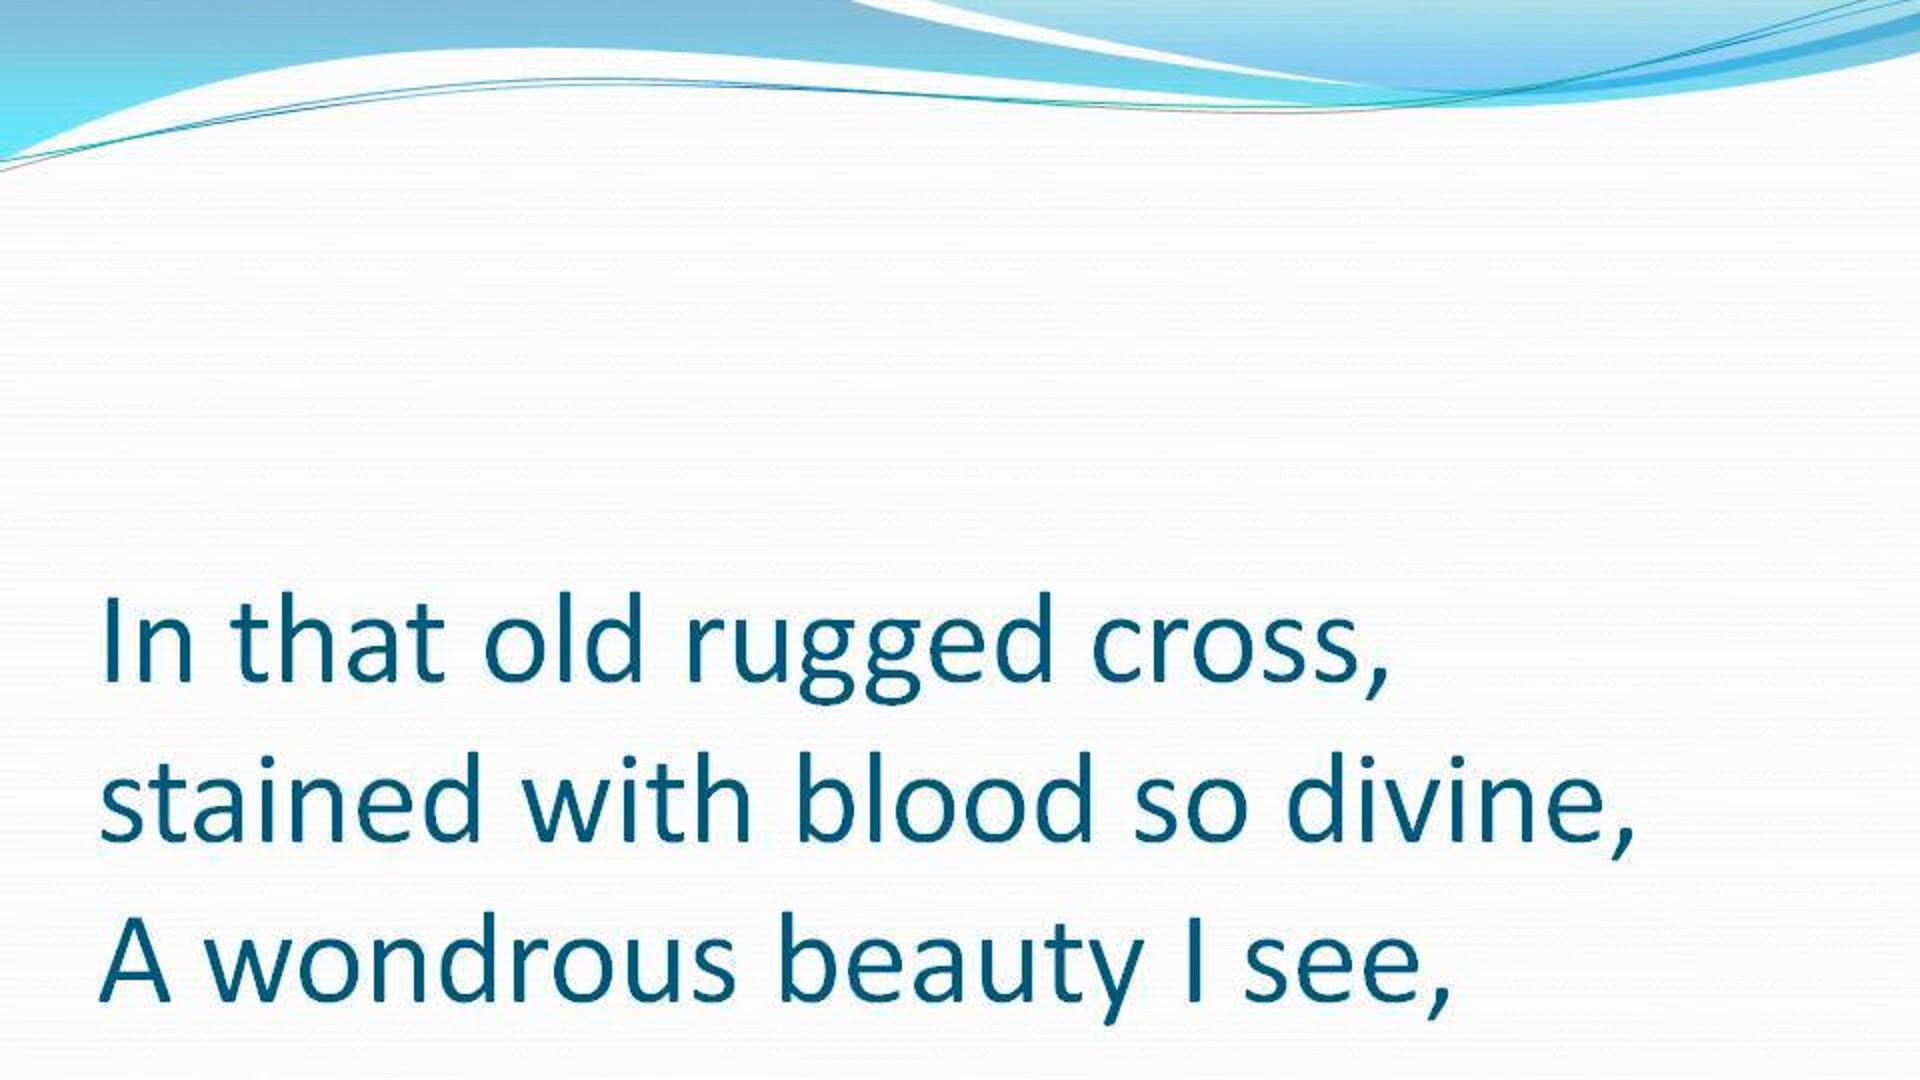 In that old rugged cross,
stained with blood so divine,
A wondrous beauty I see,